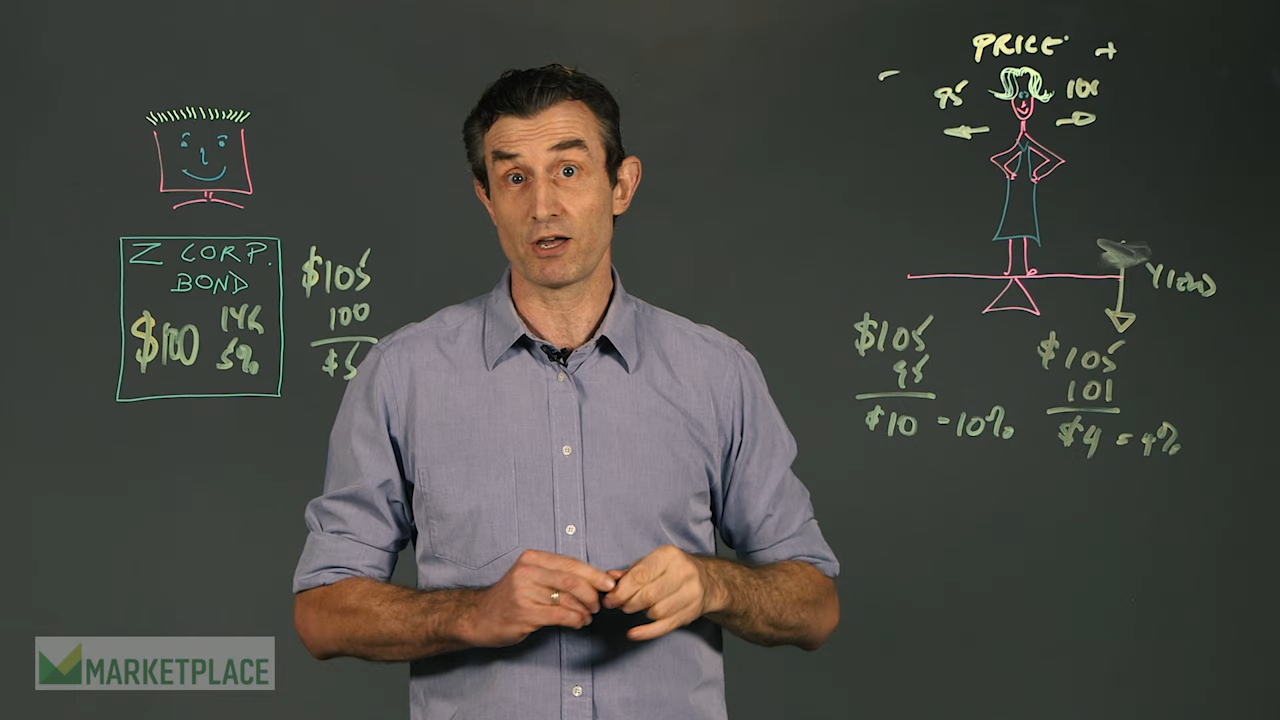 Z CORP.
BOND
$100
1YR
5%
$105
100
$5
PRICE
- +
95
YIELD
$105
95
$10 = 10%
$105
101
$4 = 4%
MARKETPLACE